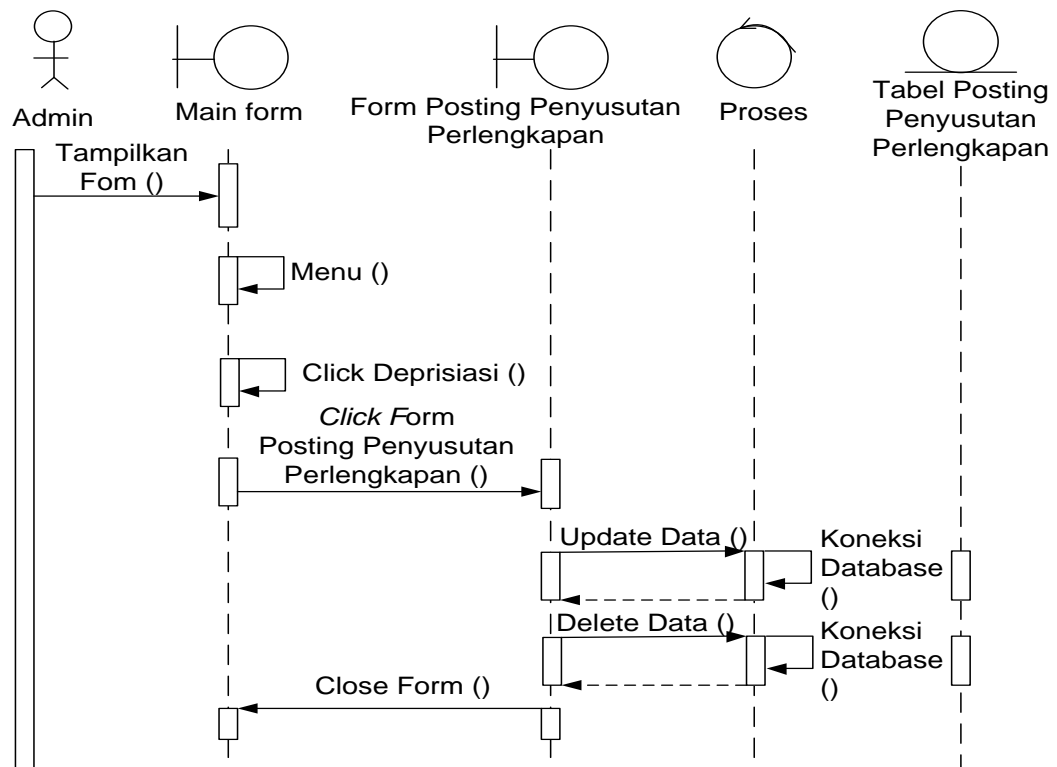 Admin
Main form
Form Posting Penyusutan
Perlengkapan
Proses
Tabel Posting
Penyusutan
Perlengkapan
Tampilkan
Fom ()
Menu ()
Click Deprisiasi ()
Click Form
Posting Penyusutan
Perlengkapan ()
Update Data ()
Koneksi
Database
()
Delete Data ()
Koneksi
Database
()
Close Form ()